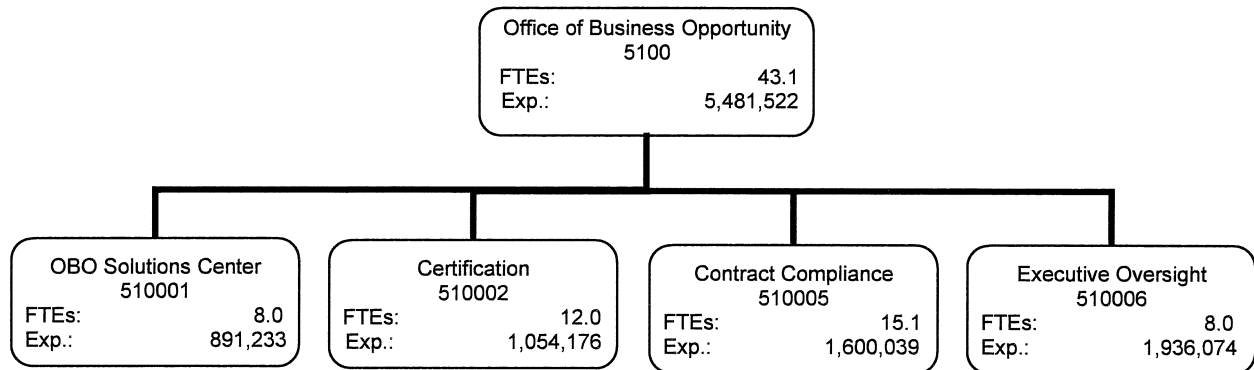 Office of Business Opportunity
5100
FTEs: 43.1
Exp.: 5,481,522
OBO Solutions Center
510001
FTEs: 8.0
Exp.: 891,233
Certification
510002
FTEs: 12.0
Exp.: 1,054,176
Contract Compliance
510005
FTEs: 15.1
Exp.: 1,600,039
Executive Oversight
510006
FTEs: 8.0
Exp.: 1,936,074